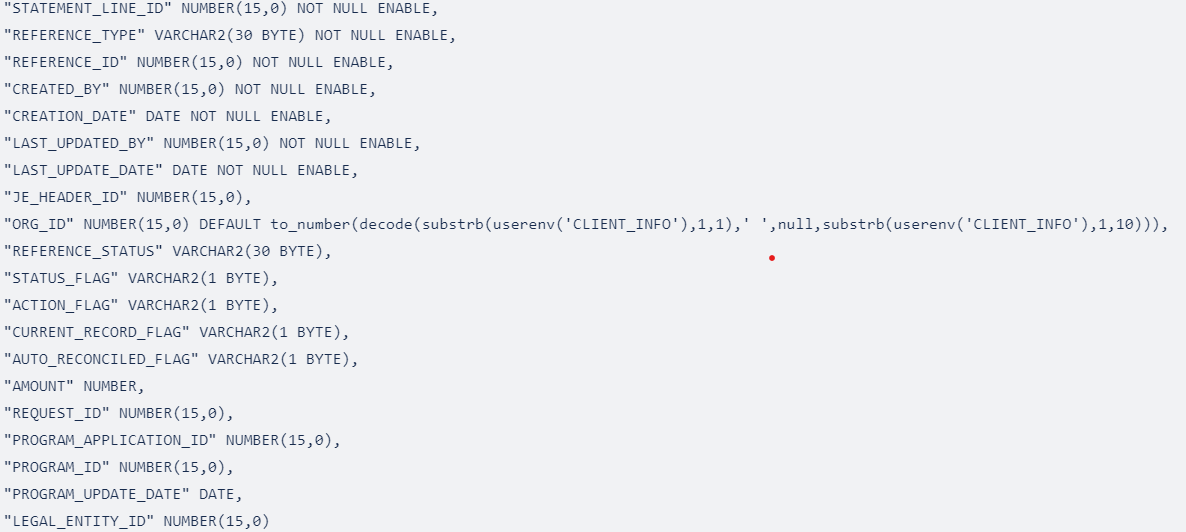 "STATEMENT_LINE_ID" NUMBER(15,0) NOT NULL ENABLE,
"REFERENCE_TYPE" VARCHAR2(30 BYTE) NOT NULL ENABLE,
"REFERENCE_ID" NUMBER(15,0) NOT NULL ENABLE,
"CREATED_BY" NUMBER(15,0) NOT NULL ENABLE,
"CREATION_DATE" DATE NOT NULL ENABLE,
"LAST_UPDATED_BY" NUMBER(15,0) NOT NULL ENABLE,
"LAST_UPDATE_DATE" DATE NOT NULL ENABLE,
"JE_HEADER_ID" NUMBER(15,0),
"ORG_ID" NUMBER(15,0) DEFAULT to_number(decode(substrb(userenv('CLIENT_INFO'),1,1),' ',null,substrb(userenv('CLIENT_INFO'),1,10))),
"REFERENCE_STATUS" VARCHAR2(30 BYTE),
"STATUS_FLAG" VARCHAR2(1 BYTE),
"ACTION_FLAG" VARCHAR2(1 BYTE),
"CURRENT_RECORD_FLAG" VARCHAR2(1 BYTE),
"AUTO_RECONCILED_FLAG" VARCHAR2(1 BYTE),
"AMOUNT" NUMBER,
"REQUEST_ID" NUMBER(15,0),
"PROGRAM_APPLICATION_ID" NUMBER(15,0),
"PROGRAM_ID" NUMBER(15,0),
"PROGRAM_UPDATE_DATE" DATE,
"LEGAL_ENTITY_ID" NUMBER(15,0)